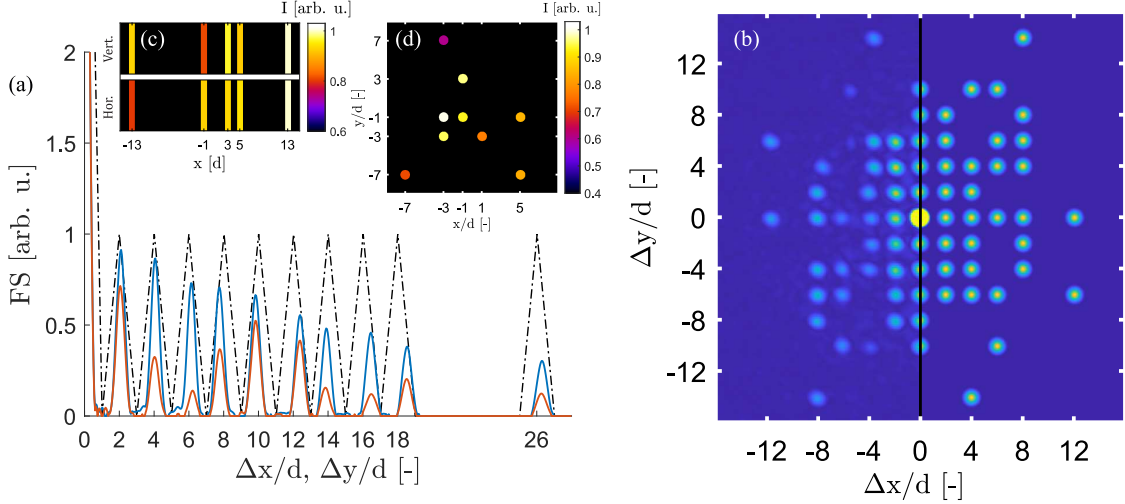 (a)
FS [arb. u.]
2
1.5
1
0.5
0
0 2 4 6 8 10 12 14 16 18 26
Δx/d, Δy/d [-]
(c)
I [arb. u.]
Vert.
Hor.
1
0.8
0.6
-13 -1 3 5 13
x [d]
(d)
I [arb. u.]
7
3
-1
-3
-7
y/d [-]
-7 -3 -1 1 5
x/d [-]
1
0.9
0.8
0.7
0.6
0.5
0.4
(b)
12
8
4
0
-4
-8
-12
Δy/d [-]
-12 -8 -4 0 4 8 12
Δx/d [-]